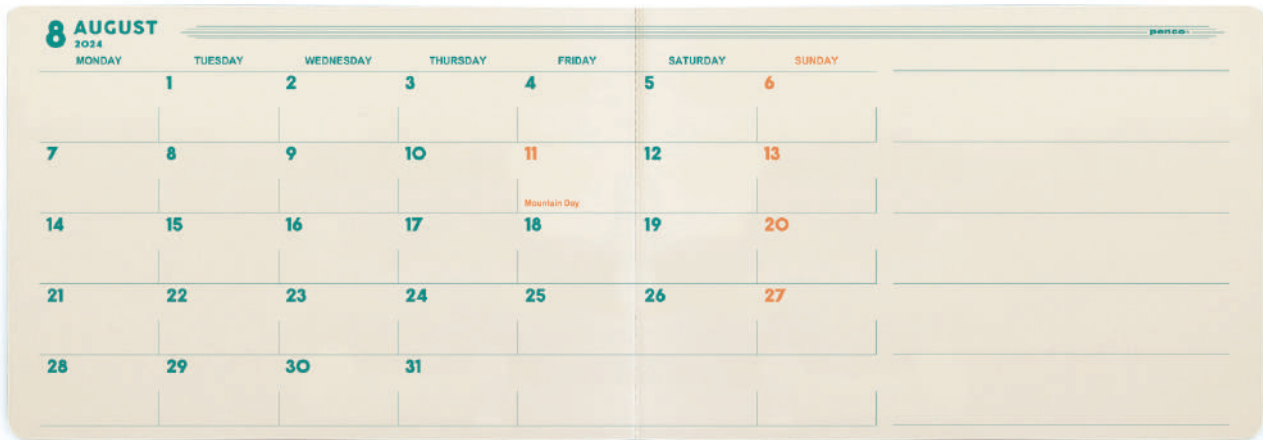 8 AUGUST
2024
penco
MONDAY TUESDAY WEDNESDAY THURSDAY FRIDAY SATURDAY SUNDAY
1 2 3 4 5 6
7 8 9 10 11 12 13
Mountain Day
14 15 16 17 18 19 20
21 22 23 24 25 26 27
28 29 30 31